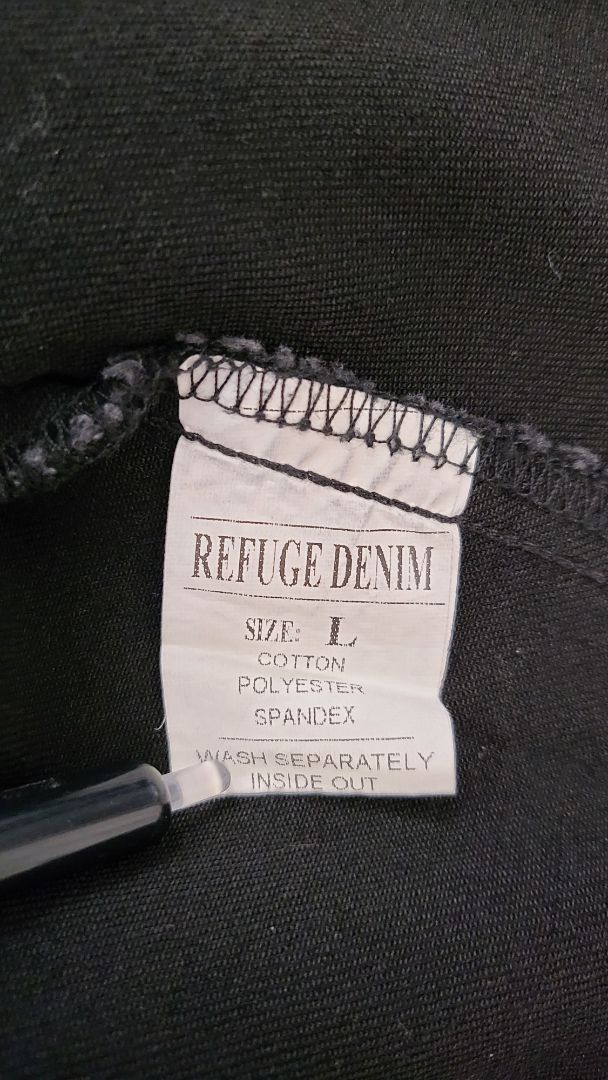 REFUGE DENIM
SIZE: L
COTTON
POLYESTER
SPANDEX
WASH SEPARATELY
INSIDE OUT